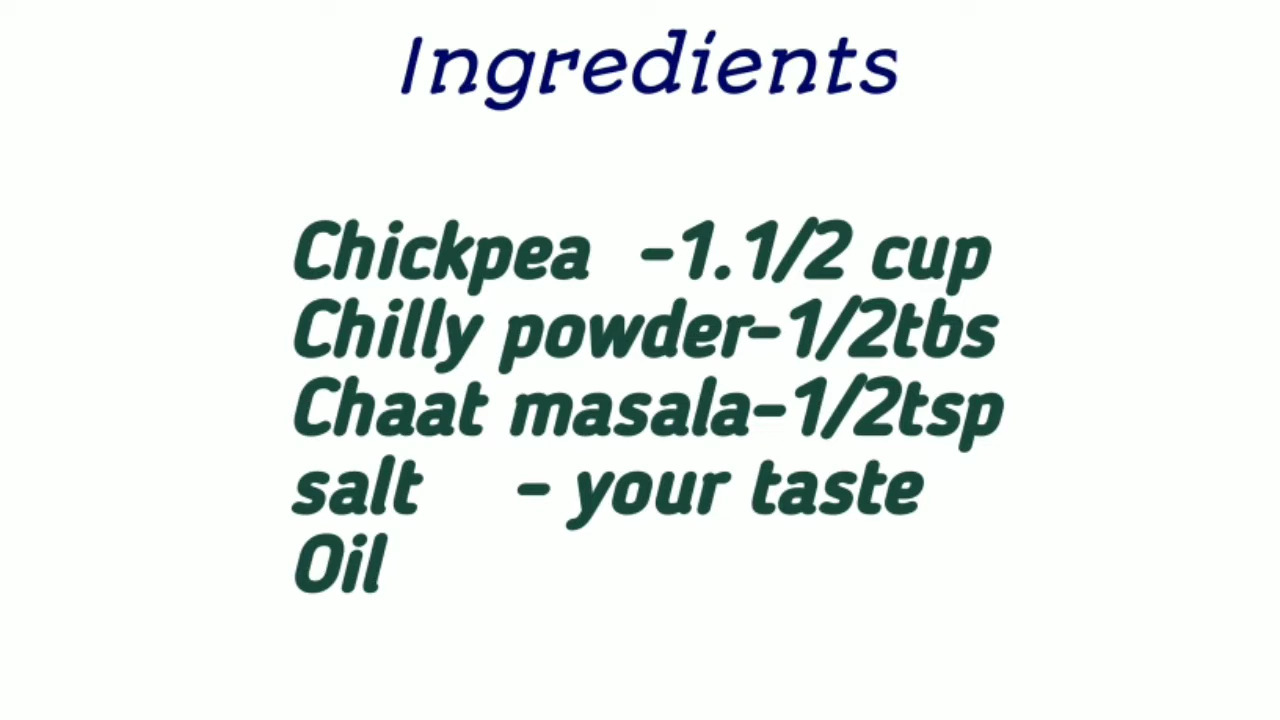 Ingredients
Chickpea -1.1/2 cup
Chilly powder-1/2tbs
Chaat masala-1/2tsp
salt - your taste
Oil